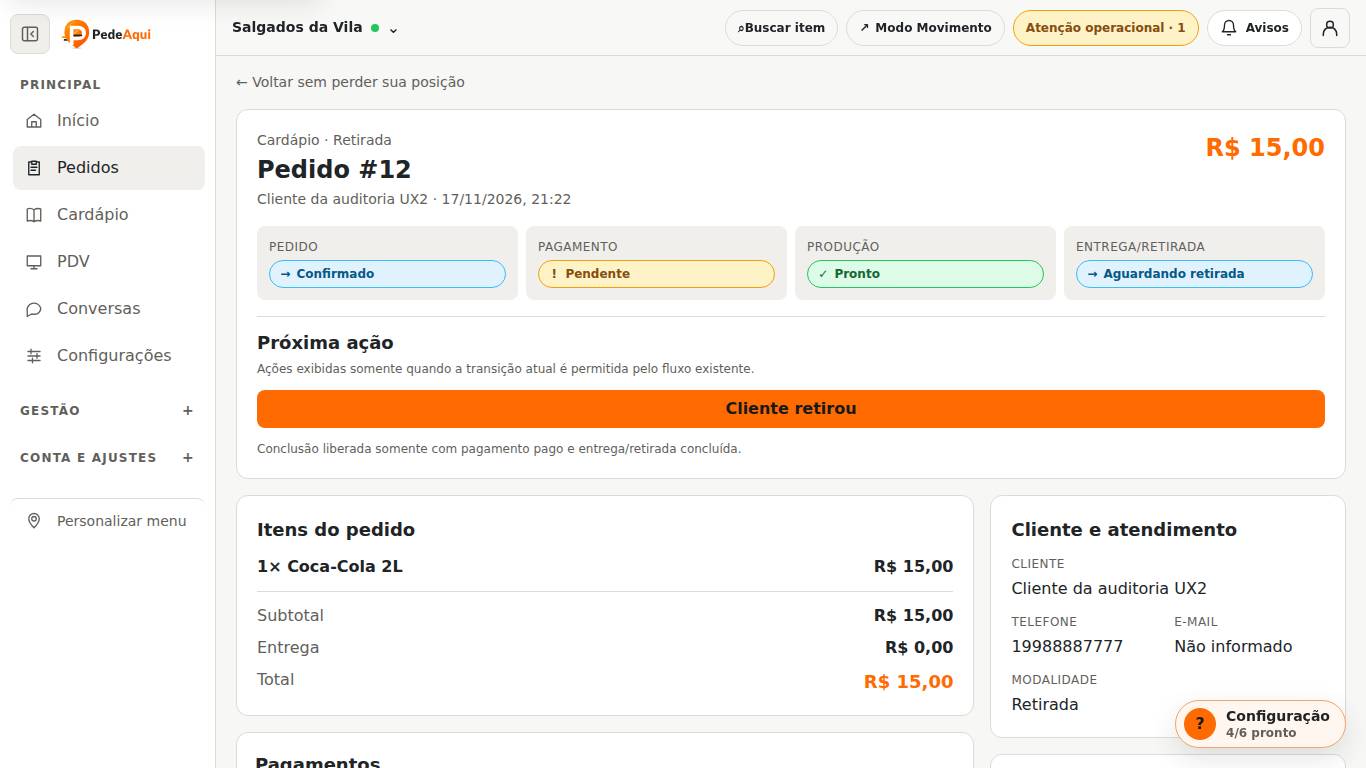 PedeAqui
Salgados da Vila
Buscar item
↗ Modo Movimento
Atenção operacional · 1
Avisos
PRINCIPAL
Início
Pedidos
Cardápio
PDV
Conversas
Configurações
GESTÃO +
CONTA E AJUSTES +
Personalizar menu
← Voltar sem perder sua posição
Cardápio · Retirada
Pedido #12
R$ 15,00
Cliente da auditoria UX2 · 17/11/2026, 21:22
PEDIDO
→ Confirmado
PAGAMENTO
! Pendente
PRODUÇÃO
✓ Pronto
ENTREGA/RETIRADA
→ Aguardando retirada
Próxima ação
Ações exibidas somente quando a transição atual é permitida pelo fluxo existente.
Cliente retirou
Conclusão liberada somente com pagamento pago e entrega/retirada concluída.
Itens do pedido
1× Coca-Cola 2L R$ 15,00
Subtotal R$ 15,00
Entrega R$ 0,00
Total R$ 15,00
Pagamentos
Cliente e atendimento
CLIENTE
Cliente da auditoria UX2
TELEFONE E-MAIL
19988887777 Não informado
MODALIDADE
Retirada
?
Configuração
4/6 pronto